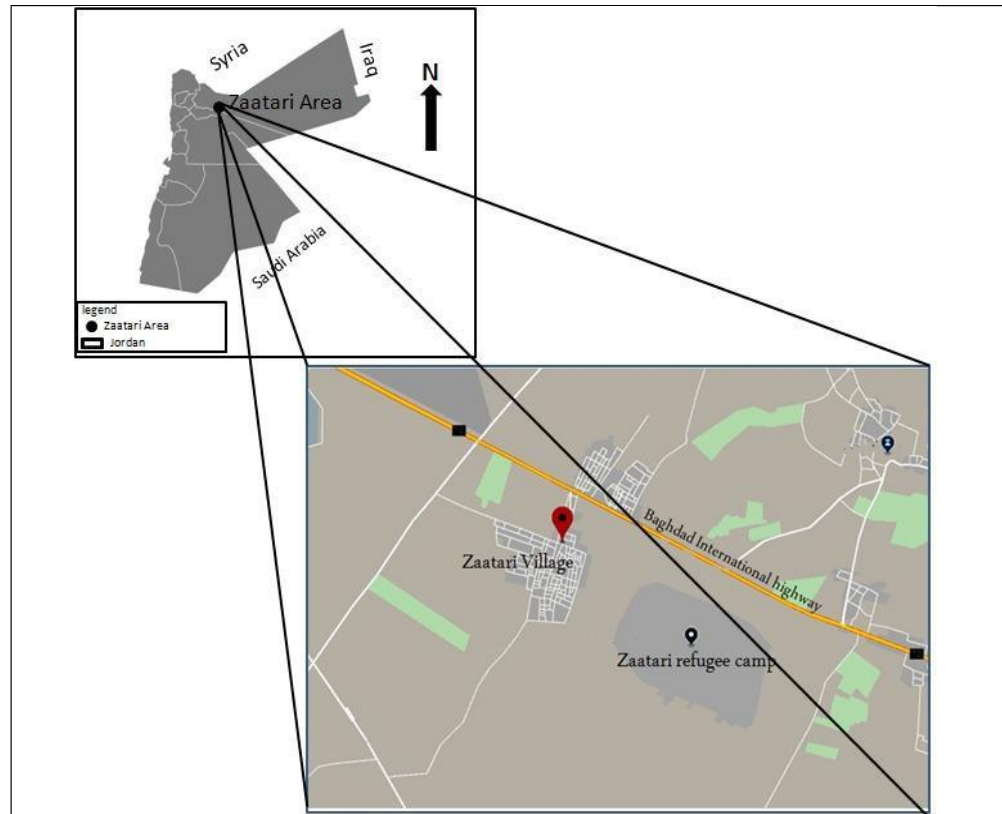 Syria
Iraq
N
Zaatari Area
Saudi Arabia
legend
Zaatari Area
Jordan
Baghdad International highway
Zaatari Village
Zaatari refugee camp